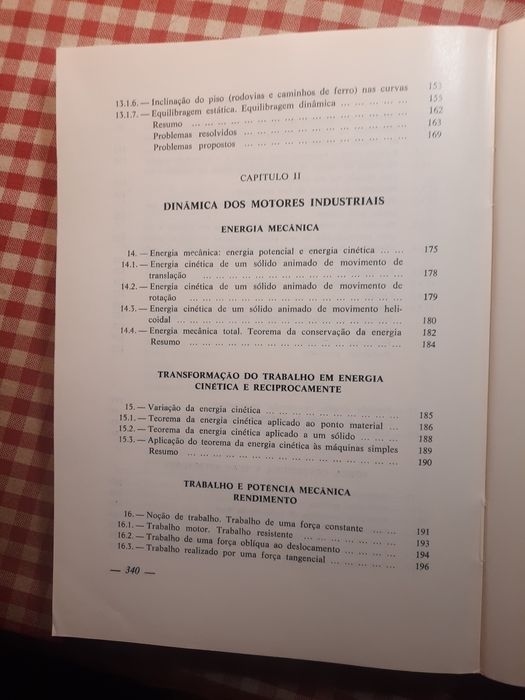 13.1.6. — Inclinação do piso (rodovias e caminhos de ferro) nas curvas 153
13.1.7. — Equilibragem estática. Equilibragem dinâmica ... ... ... ... ... 155
Resumo ... ... ... ... ... ... ... ... ... ... ... ... ... 162
Problemas resolvidos ... ... ... ... ... ... ... ... ... ... 163
Problemas propostos ... ... ... ... ... ... ... ... ... ... 169
CAPITULO II
DINÂMICA DOS MOTORES INDUSTRIAIS
ENERGIA MECÂNICA
14. — Energia mecânica: energia potencial e energia cinética ... ... 175
14.1. — Energia cinética de um sólido animado de movimento de
translação ... ... ... ... ... ... ... ... ... ... ... ... 178
14.2. — Energia cinética de um sólido animado de movimento de
rotação ... ... ... ... ... ... ... ... ... ... ... ... ... 179
14.3. — Energia cinética de um sólido animado de movimento heli-
coidal ... ... ... ... ... ... ... ... ... ... ... ... ... 180
14.4. — Energia mecânica total. Teorema da conservação da energia 182
Resumo ... ... ... ... ... ... ... ... ... ... ... ... ... 184
TRANSFORMAÇÃO DO TRABALHO EM ENERGIA
CINÉTICA E RECIPROCAMENTE
15. — Variação da energia cinética ... ... ... ... ... ... ... ... 185
15.1. — Teorema da energia cinética aplicado ao ponto material ... 186
15.2. — Teorema da energia cinética aplicado a um sólido ... ... ... 188
15.3. — Aplicação do teorema da energia cinética às máquinas simples 189
Resumo ... ... ... ... ... ... ... ... ... ... ... ... ... 190
TRABALHO E POTENCIA MECÂNICA
RENDIMENTO
16. — Noção de trabalho. Trabalho de uma força constante ... ... 191
16.1. — Trabalho motor. Trabalho resistente ... ... ... ... ... ... ... 193
16.2. — Trabalho de uma força oblíqua ao deslocamento ... ... ... ... 194
16.3. — Trabalho realizado por uma força tangencial ... ... ... ... ... 196
— 340 —